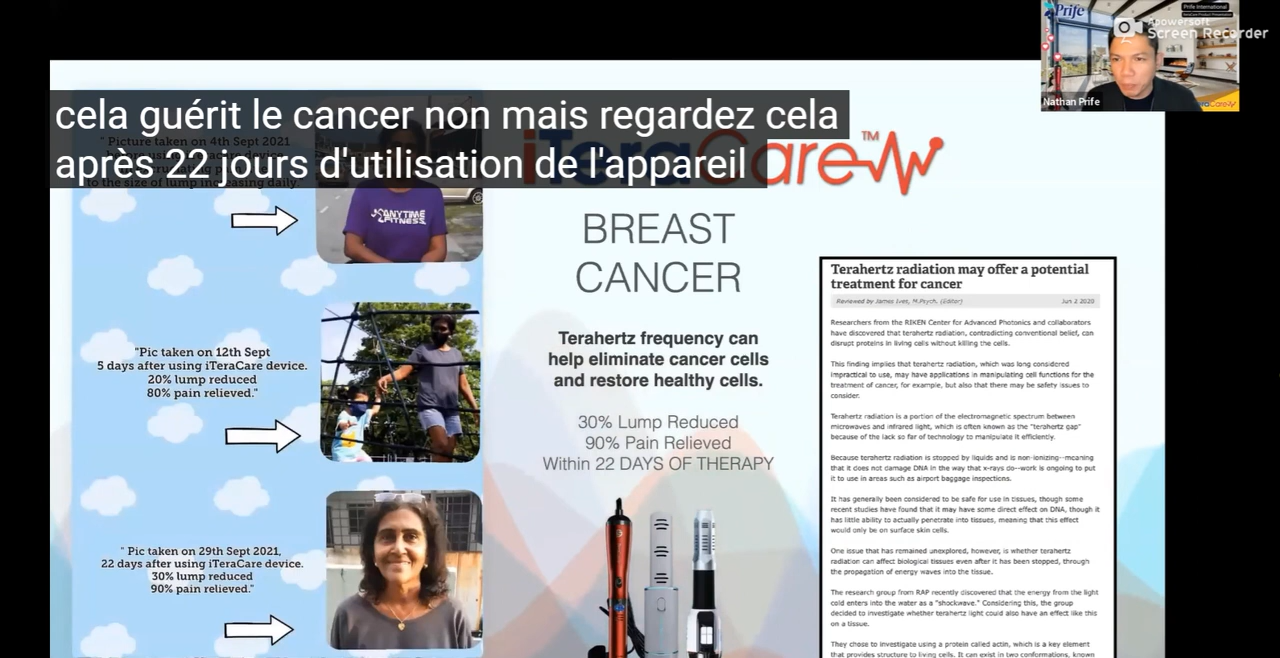 Prife International
Prife
Apowersoft
Screen Recorder
Nathan Prife
cela guérit le cancer non mais regardez cela
après 22 jours d'utilisation de l'appareil
" Picture taken on 4th Sept 2021
to the size of lump increasing daily.
iTeraCare™
ANYTIME
FITNESS
BREAST
CANCER
Terahertz frequency can
help eliminate cancer cells
and restore healthy cells.
30% Lump Reduced
90% Pain Relieved
Within 22 DAYS OF THERAPY
"Pic taken on 12th Sept
5 days after using iTeraCare device.
20% lump reduced
80% pain relieved."
" Pic taken on 29th Sept 2021,
22 days after using iTeraCare device.
30% lump reduced
90% pain relieved."
Terahertz radiation may offer a potential
treatment for cancer
Reviewed by James Ives, M.Psych. (Editor) Jun 2 2020
Researchers from the RIKEN Center for Advanced Photonics and collaborators
have discovered that terahertz radiation, contradicting conventional belief, can
disrupt proteins in living cells without killing the cells.
This finding implies that terahertz radiation, which was long considered
impractical to use, may have applications in manipulating cell functions for the
treatment of cancer, for example, but also that there may be safety issues to
consider.
Terahertz radiation is a portion of the electromagnetic spectrum between
microwaves and infrared light, which is often known as the "terahertz gap"
because of the lack so far of technology to manipulate it efficiently.
Because terahertz radiation is stopped by liquids and is non-ionizing--meaning
that it does not damage DNA in the way that x-rays do--work is ongoing to put
it to use in areas such as airport baggage inspections.
It has generally been considered to be safe for use in tissues, though some
recent studies have found that it may have some direct effect on DNA, though it
has little ability to actually penetrate into tissues, meaning that this effect
would only be on surface skin cells.
One issue that has remained unexplored, however, is whether terahertz
radiation can affect biological tissues even after it has been stopped, through
the propagation of energy waves into the tissue.
The research group from RAP recently discovered that the energy from the light
cold enters into the water as a "shockwave." Considering this, the group
decided to investigate whether terahertz light could also have an effect like this
on a tissue.
They chose to investigate using a protein called actin, which is a key element
that provides structure to living cells. It can exist in two conformations, known